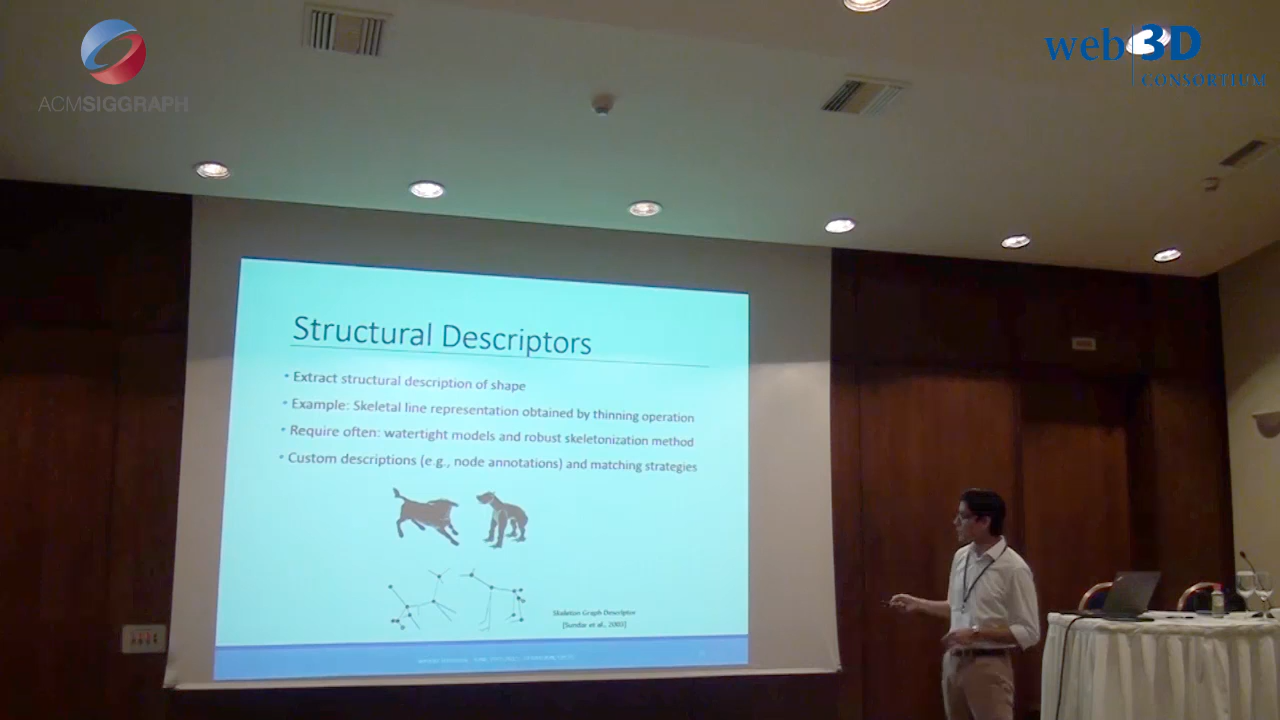 ACMSIGGRAPH
web3D
CONSORTIUM
Structural Descriptors
• Extract structural description of shape
• Example: Skeletal line representation obtained by thinning operation
• Require often: watertight models and robust skeletonization method
• Custom descriptions (e.g., node annotations) and matching strategies
Skeleton Graph Descriptor
[Sundar et al., 2003]